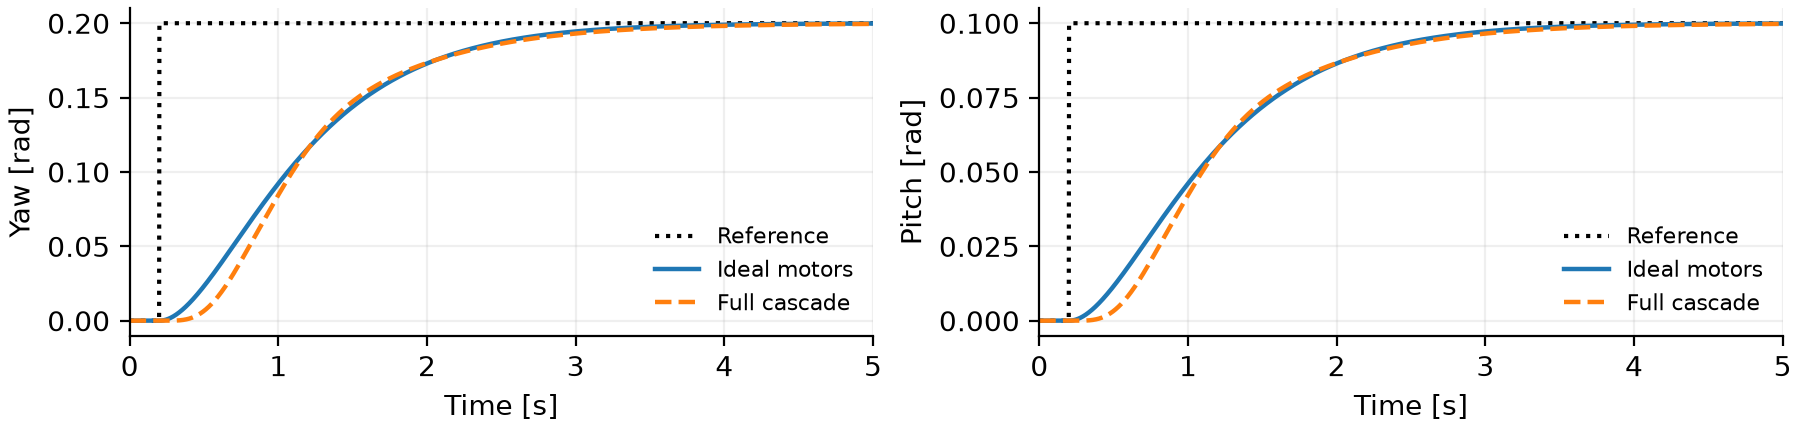 0.20
0.15
0.10
0.05
0.00
Yaw [rad]
Reference
Ideal motors
Full cascade
0 1 2 3 4 5
Time [s]
0.100
0.075
0.050
0.025
0.000
Pitch [rad]
Reference
Ideal motors
Full cascade
0 1 2 3 4 5
Time [s]